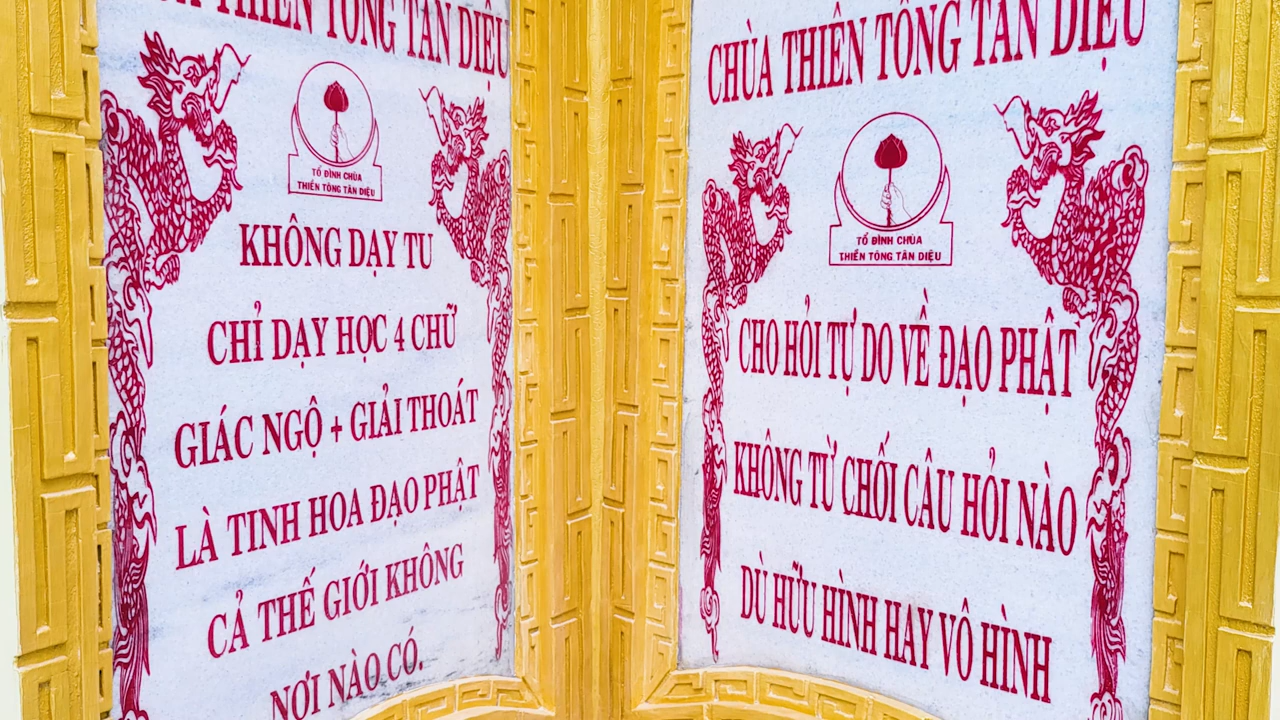 CHÙA THIỀN TÔNG TÂN DIỆU
TỔ ĐÌNH CHÙA
THIỀN TÔNG TÂN DIỆU
KHÔNG DẠY TU
CHỈ DẠY HỌC 4 CHỮ
GIÁC NGỘ + GIẢI THOÁT
LÀ TINH HOA ĐẠO PHẬT
CẢ THẾ GIỚI KHÔNG
NƠI NÀO CÓ.
CHÙA THIỀN TÔNG TÂN DIỆU
TỔ ĐÌNH CHÙA
THIỀN TÔNG TÂN DIỆU
CHO HỎI TỰ DO VỀ ĐẠO PHẬT
KHÔNG TỪ CHỐI CÂU HỎI NÀO
DÙ HỮU HÌNH HAY VÔ HÌNH